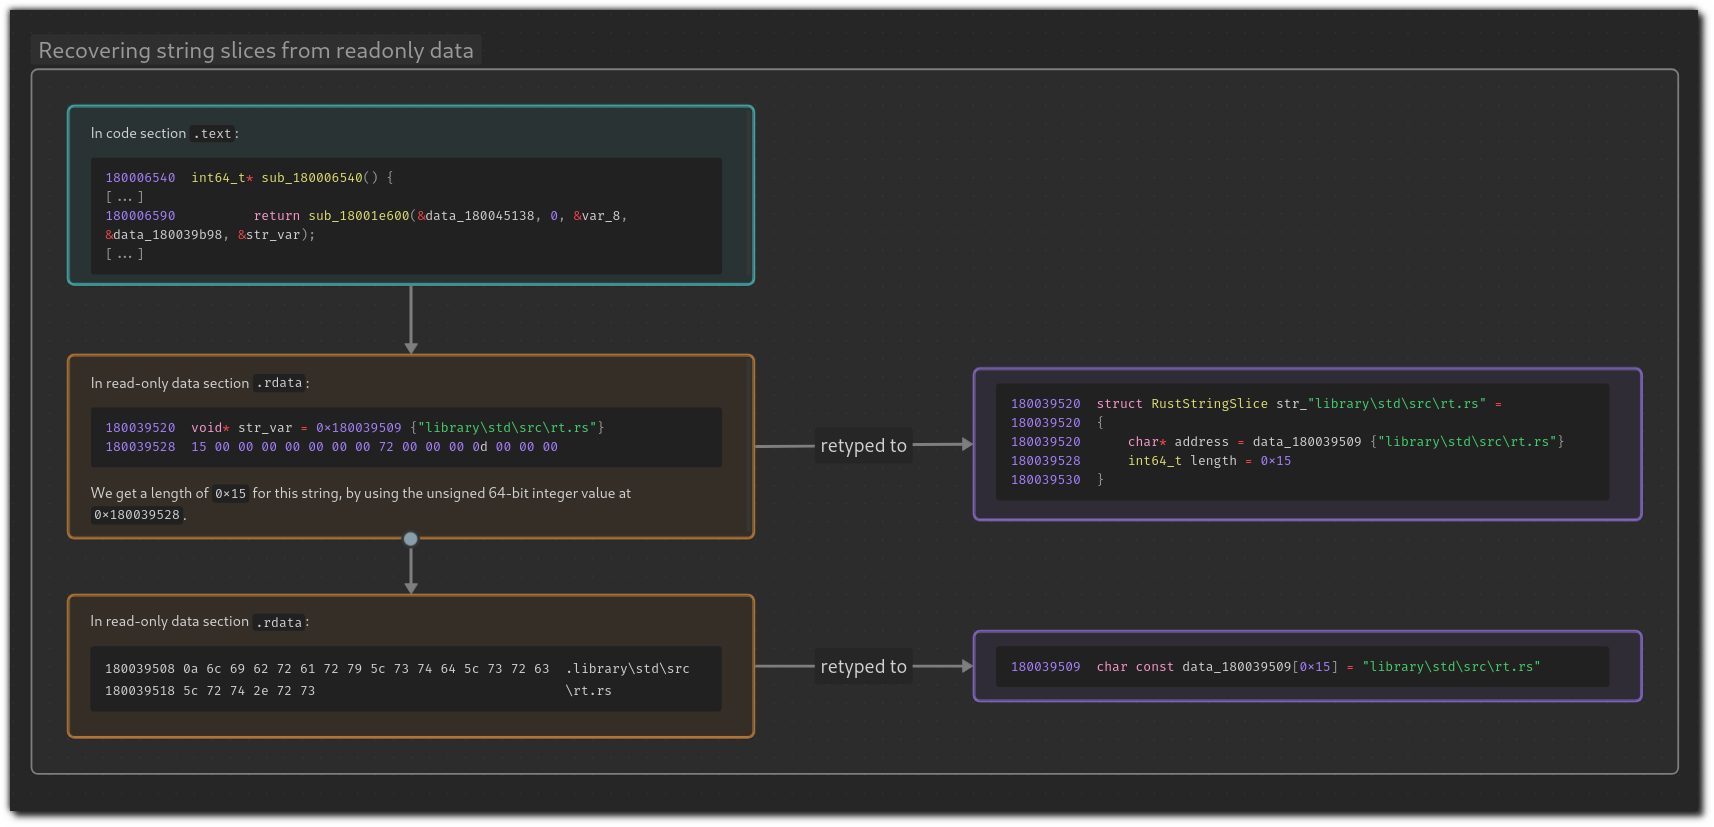 Recovering string slices from readonly data
In code section .text:
180006540  int64_t* sub_180006540() {
[...]
180006590          return sub_18001e600(&data_180045138, 0, &var_8,
&data_180039b98, &str_var);
[...]
In read-only data section .rdata:
180039520  void* str_var = 0x180039509 {"library\std\src\rt.rs"}
180039528  15 00 00 00 00 00 00 00 72 00 00 00 0d 00 00 00
We get a length of 0x15 for this string, by using the unsigned 64-bit integer value at
0x180039528.
retyped to
180039520  struct RustStringSlice str_"library\std\src\rt.rs" =
180039520  {
180039520      char* address = data_180039509 {"library\std\src\rt.rs"}
180039528      int64_t length = 0x15
180039530  }
In read-only data section .rdata:
180039508 0a 6c 69 62 72 61 72 79 5c 73 74 64 5c 73 72 63  .library\std\src
180039518 5c 72 74 2e 72 73                                \rt.rs
retyped to
180039509  char const data_180039509[0x15] = "library\std\src\rt.rs"